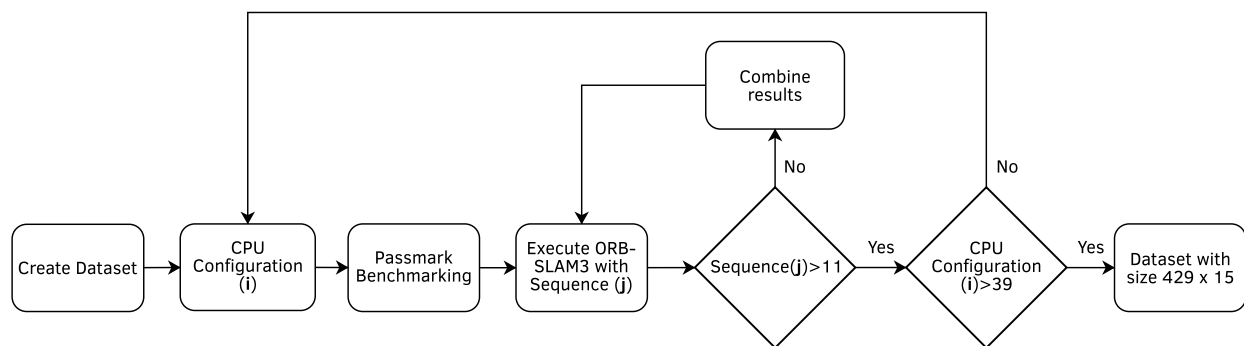 Combine
results
No
No
Create Dataset
CPU
Configuration
(i)
Passmark
Benchmarking
Execute ORB-
SLAM3 with
Sequence (j)
Sequence(j)>11
Yes
CPU
Configuration
(i)>39
Yes
Dataset with
size 429 x 15